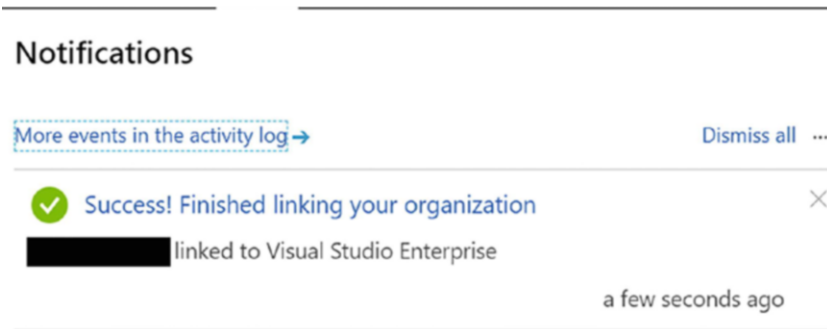 Notifications
More events in the activity log → Dismiss all ...
Success! Finished linking your organization
linked to Visual Studio Enterprise
a few seconds ago